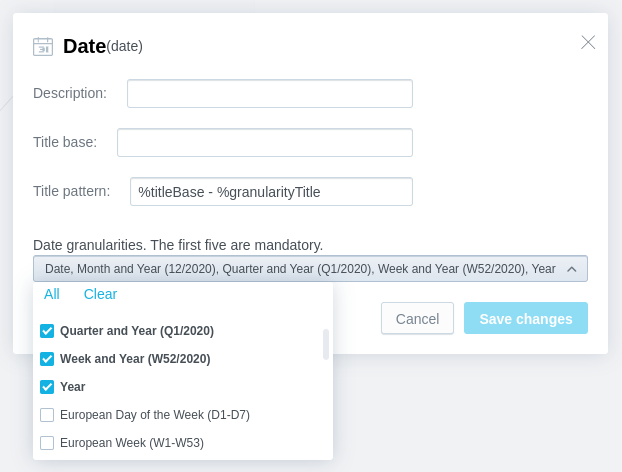 Date(date)
Description:
Title base:
Title pattern: %titleBase - %granularityTitle
Date granularities. The first five are mandatory.
Date, Month and Year (12/2020), Quarter and Year (Q1/2020), Week and Year (W52/2020), Year
All Clear
Cancel Save changes
Quarter and Year (Q1/2020)
Week and Year (W52/2020)
Year
European Day of the Week (D1-D7)
European Week (W1-W53)